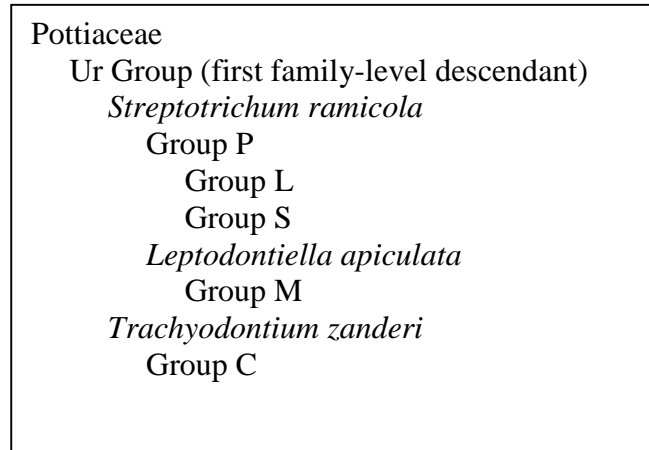 Pottiaceae
Ur Group (first family-level descendant)
Streptotrichum ramicola
Group P
Group L
Group S
Leptodontiella apiculata
Group M
Trachyodontium zanderi
Group C